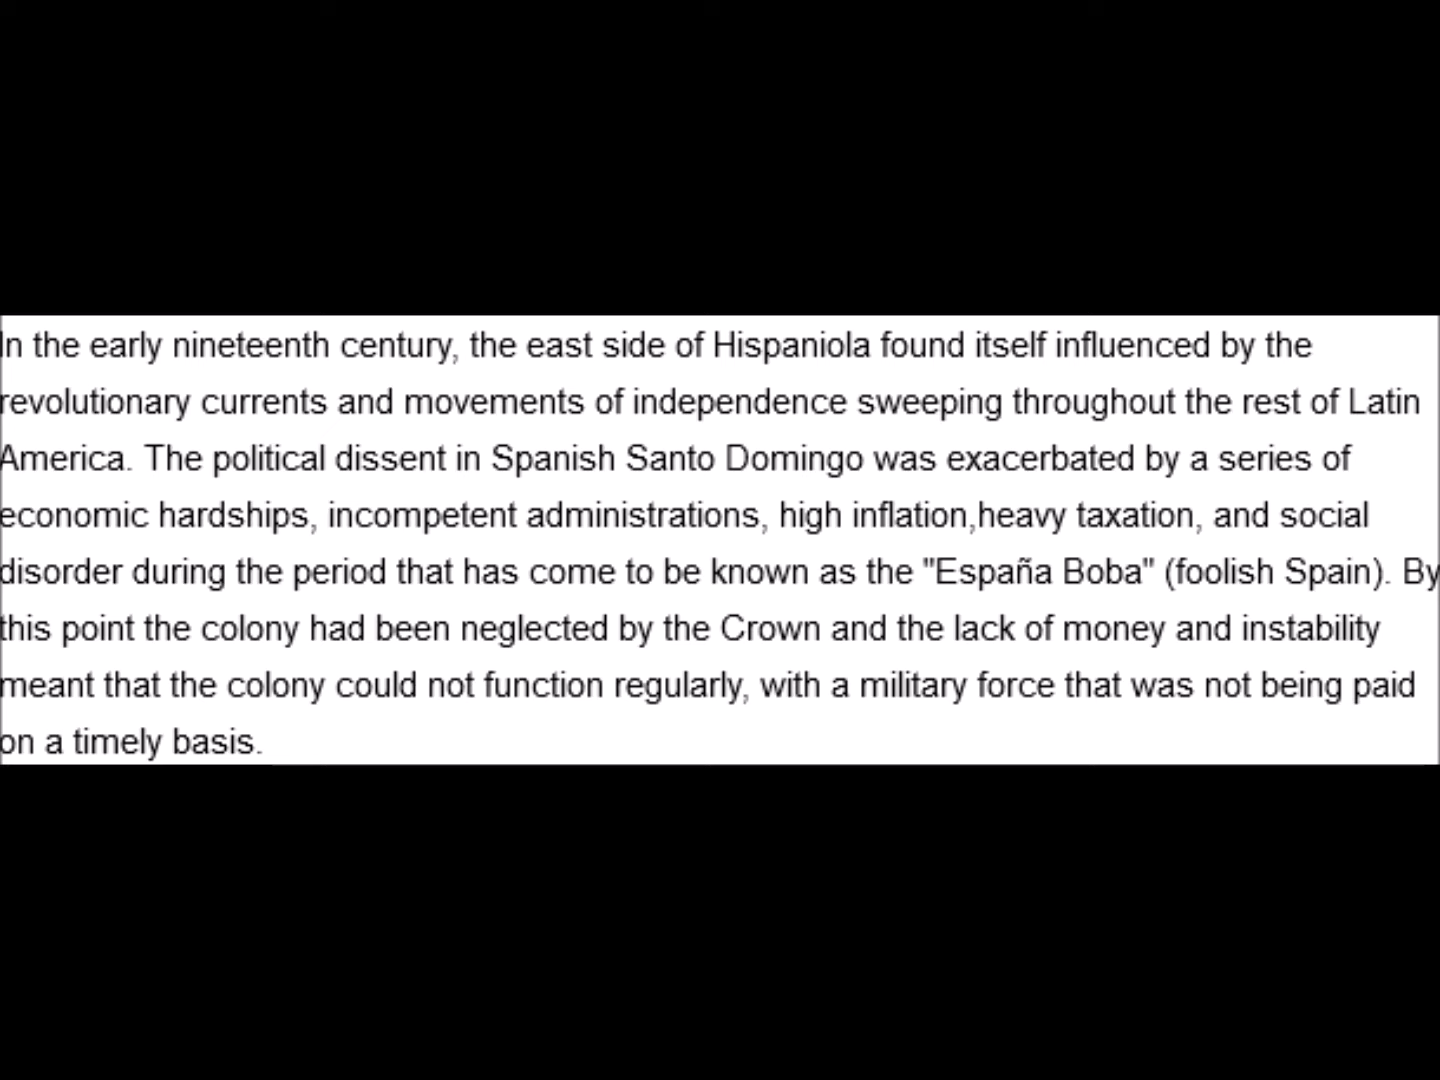 In the early nineteenth century, the east side of Hispaniola found itself influenced by the
revolutionary currents and movements of independence sweeping throughout the rest of Latin
America. The political dissent in Spanish Santo Domingo was exacerbated by a series of
economic hardships, incompetent administrations, high inflation,heavy taxation, and social
disorder during the period that has come to be known as the "España Boba" (foolish Spain). By
this point the colony had been neglected by the Crown and the lack of money and instability
meant that the colony could not function regularly, with a military force that was not being paid
on a timely basis.